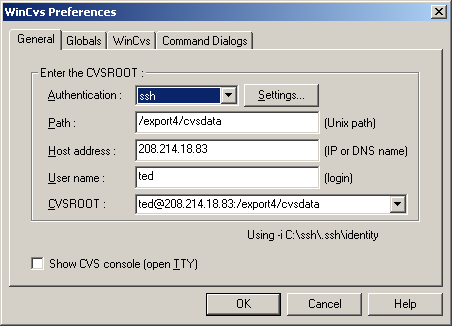 WinCvs Preferences
General Globals WinCvs Command Dialogs
Enter the CVSROOT :
Authentication : ssh Settings...
Path : /export4/cvsdata (Unix path)
Host address : 208.214.18.83 (IP or DNS name)
User name : ted (login)
CVSROOT : ted@208.214.18.83:/export4/cvsdata
Using -i C:\ssh\.ssh\identity
Show CVS console (open TTY)
OK Cancel Help